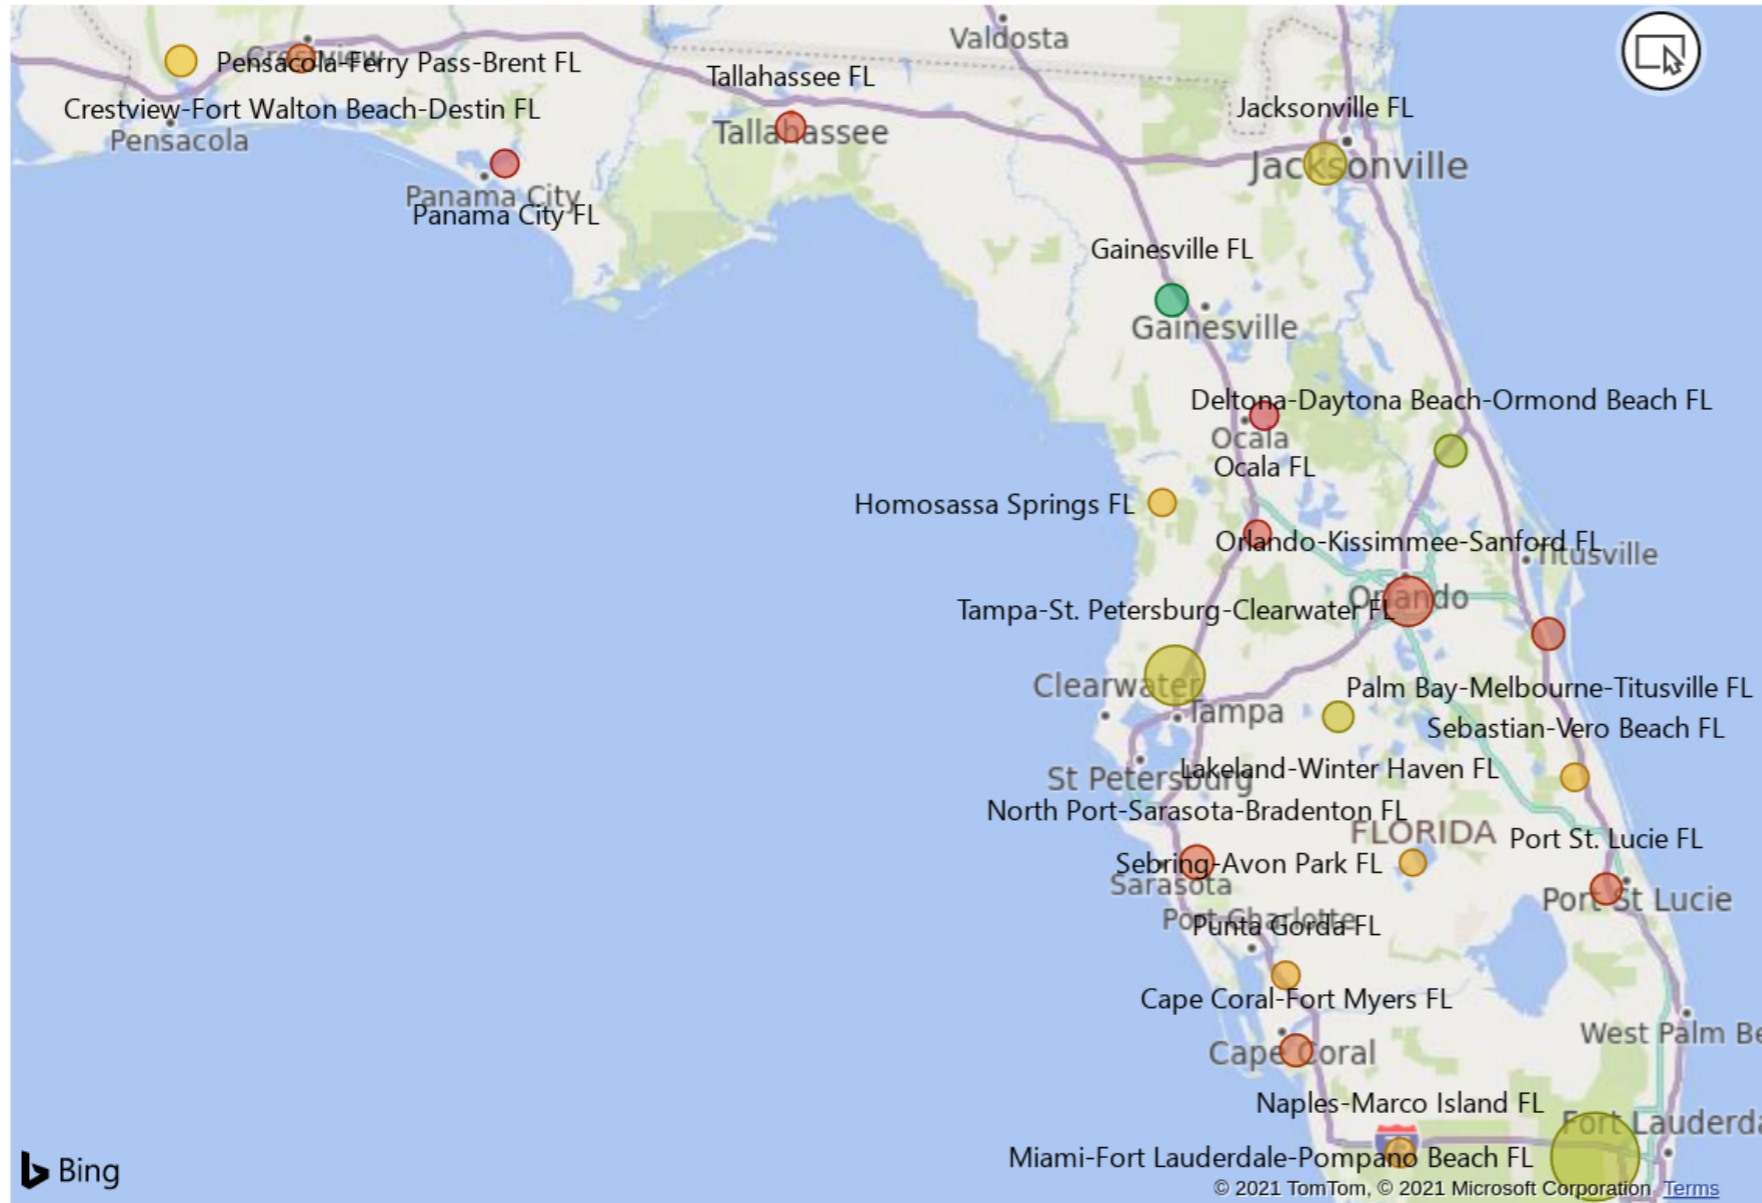 Valdosta
Crestview
Pensacola-Ferry Pass-Brent FL
Tallahassee FL
Crestview-Fort Walton Beach-Destin FL
Jacksonville FL
Pensacola
Tallahassee
Jacksonville
Panama City
Panama City FL
Gainesville FL
Gainesville
Deltona-Daytona Beach-Ormond Beach FL
Ocala
Ocala FL
Homosassa Springs FL
Orlando-Kissimmee-Sanford FL
Titusville
Orlando
Tampa-St. Petersburg-Clearwater FL
Clearwater
Palm Bay-Melbourne-Titusville FL
Tampa
Sebastian-Vero Beach FL
Lakeland-Winter Haven FL
St Petersburg
North Port-Sarasota-Bradenton FL
FLORIDA
Port St. Lucie FL
Sebring-Avon Park FL
Sarasota
Port St Lucie
Port Charlotte
Punta Gorda FL
Cape Coral-Fort Myers FL
West Palm Be
Cape Coral
Naples-Marco Island FL
Fort Lauderda
Miami-Fort Lauderdale-Pompano Beach FL
Bing
© 2021 TomTom, © 2021 Microsoft Corporation Terms